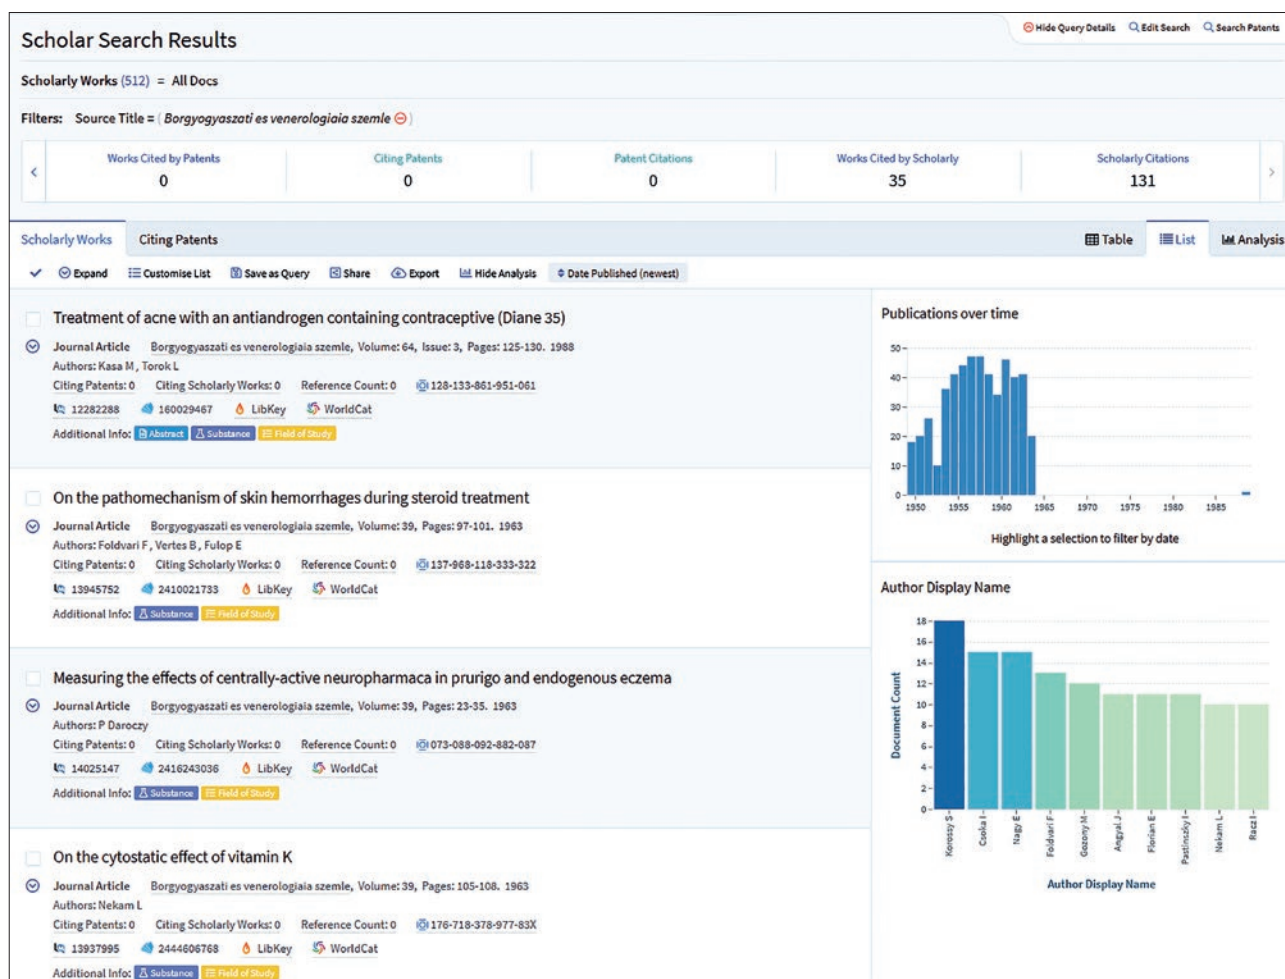 Hide Query Details Edit Search Search Patents
Scholar Search Results
Scholarly Works (512) = All Docs
Filters: Source Title = ( Borgyogyaszati es venerologiaia szemle )
Works Cited by Patents Citing Patents Patent Citations Works Cited by Scholarly Scholarly Citations
0 0 0 35 131
Scholarly Works Citing Patents Table List Analysis
Expand Customise List Save as Query Share Export Hide Analysis Date Published (newest)
Treatment of acne with an antiandrogen containing contraceptive (Diane 35)
Journal Article Borgyogyaszati es venerologiaia szemle, Volume: 64, Issue: 3, Pages: 125-130. 1988
Authors: Kasa M, Torok L
Citing Patents: 0 Citing Scholarly Works: 0 Reference Count: 0 128-133-861-951-061
12282288 160029467 LibKey WorldCat
Additional Info: Abstract Substance Field of Study
On the pathomechanism of skin hemorrhages during steroid treatment
Journal Article Borgyogyaszati es venerologiaia szemle, Volume: 39, Pages: 97-101. 1963
Authors: Foldvari F, Vertes B, Fulop E
Citing Patents: 0 Citing Scholarly Works: 0 Reference Count: 0 137-968-118-333-322
13945752 2410021733 LibKey WorldCat
Additional Info: Substance Field of Study
Measuring the effects of centrally-active neuropharmaca in prurigo and endogenous eczema
Journal Article Borgyogyaszati es venerologiaia szemle, Volume: 39, Pages: 23-35. 1963
Authors: P Daroczy
Citing Patents: 0 Citing Scholarly Works: 0 Reference Count: 0 073-088-092-882-087
14025147 2416243036 LibKey WorldCat
Additional Info: Substance Field of Study
On the cytostatic effect of vitamin K
Journal Article Borgyogyaszati es venerologiaia szemle, Volume: 39, Pages: 105-108. 1963
Authors: Nekam L
Citing Patents: 0 Citing Scholarly Works: 0 Reference Count: 0 176-718-378-977-83X
13937995 2444606768 LibKey WorldCat
Additional Info: Substance Field of Study
Publications over time
50
40
30
20
10
0
1950 1955 1960 1965 1970 1975 1980 1985
Highlight a selection to filter by date
Author Display Name
Document Count
18
16
14
12
10
8
6
4
2
0
Korossy S
Csoka I
Nagy E
Foldvari F
Gozony M
Angyal J
Florian E
Pastinszky I
Nekam L
Racz I
Author Display Name